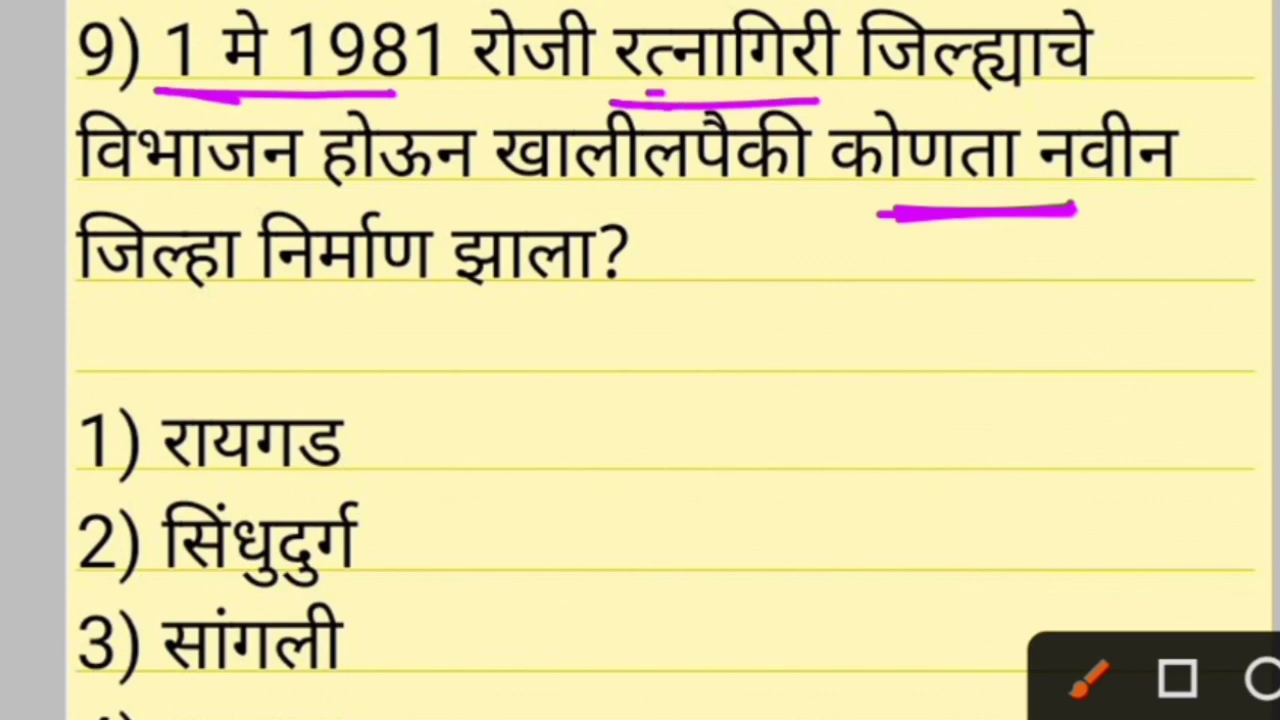 9) 1 मे 1981 रोजी रत्नागिरी जिल्ह्याचे
विभाजन होऊन खालीलपैकी कोणता नवीन
जिल्हा निर्माण झाला?
1) रायगड
2) सिंधुदुर्ग
3) सांगली